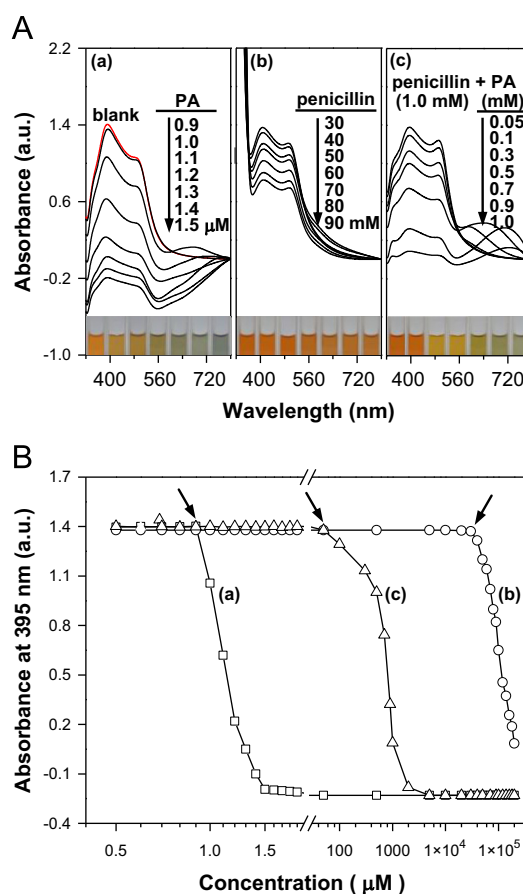 A
2.2
1.4
0.6
-0.2
-1.0
Absorbance (a.u.)
(a)
blank
PA
0.9
1.0
1.1
1.2
1.3
1.4
1.5 μM
(b)
penicillin
30
40
50
60
70
80
90 mM
(c)
penicillin + PA
(1.0 mM) (mM)
0.05
0.1
0.3
0.5
0.7
0.9
1.0
400 560 720 400 560 720 400 560 720
Wavelength (nm)
B
1.7
1.4
1.1
0.8
0.5
0.2
-0.1
-0.4
Absorbance at 395 nm (a.u.)
(a)
(c)
(b)
0.5 1.0 1.5 100 1000 1×10⁴ 1×10⁵
Concentration ( μM)